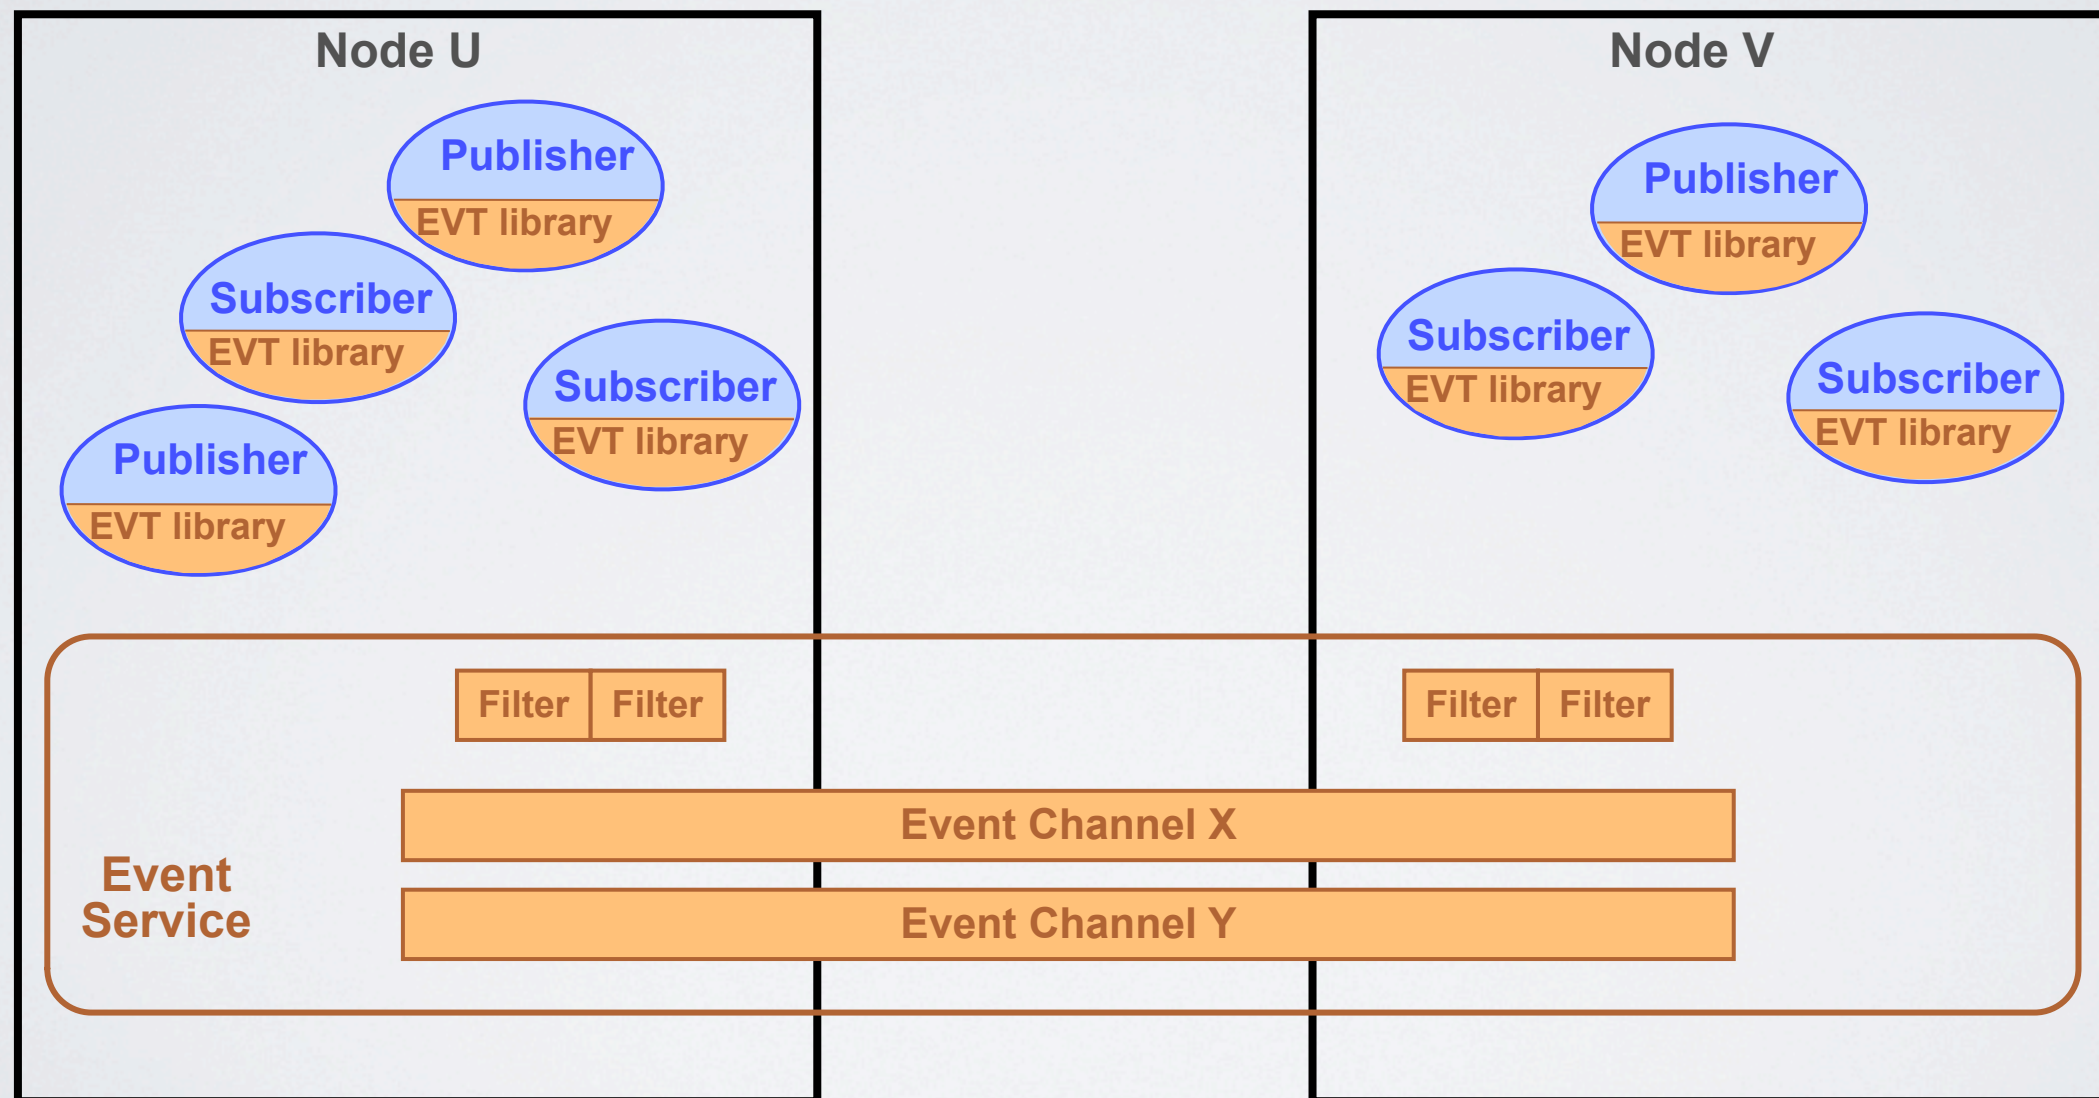 Node U
Publisher
EVT library
Subscriber
EVT library
Subscriber
EVT library
Publisher
EVT library
Node V
Publisher
EVT library
Subscriber
EVT library
Subscriber
EVT library
Filter Filter
Filter Filter
Event Channel X
Event Channel Y
Event
Service